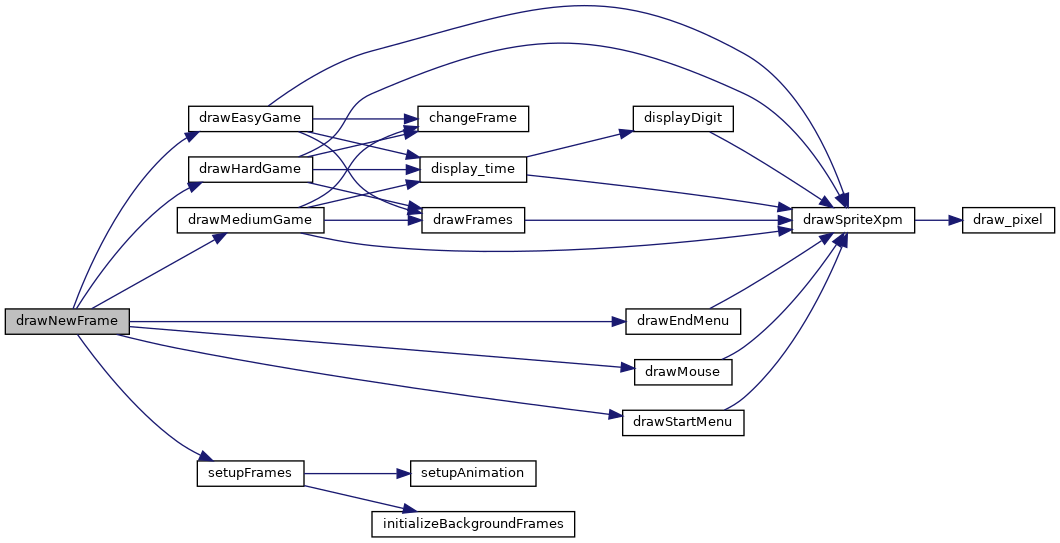 drawEasyGame
changeFrame
displayDigit
drawHardGame
display_time
drawMediumGame
drawFrames
drawSpriteXpm
draw_pixel
drawNewFrame
drawEndMenu
drawMouse
drawStartMenu
setupFrames
setupAnimation
initializeBackgroundFrames